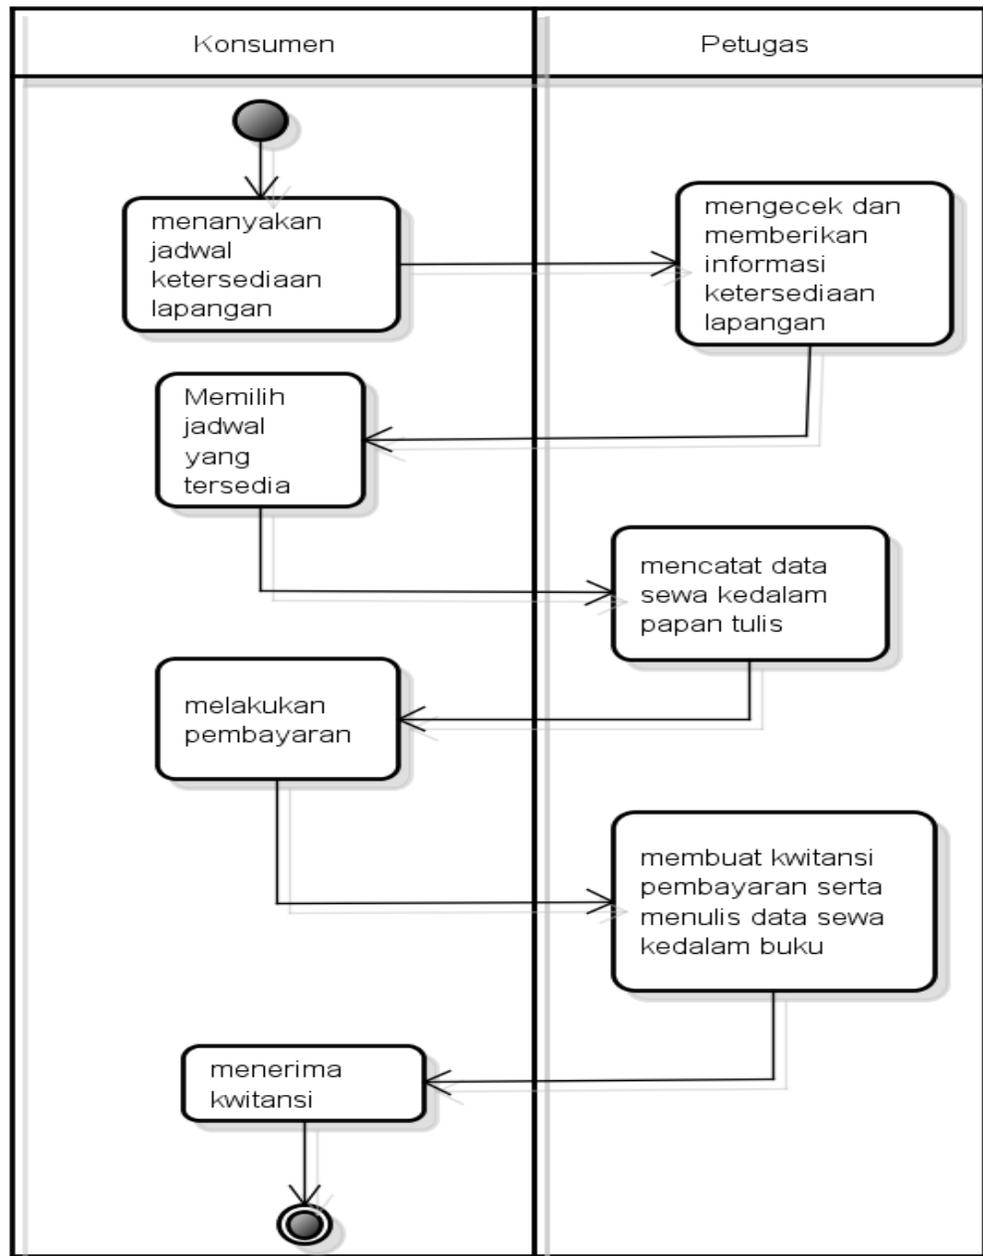 Konsumen
Petugas
menanyakan
jadwal
ketersediaan
lapangan
mengecek dan
memberikan
informasi
ketersediaan
lapangan
Memilih
jadwal
yang
tersedia
mencatat data
sewa kedalam
papan tulis
melakukan
pembayaran
membuat kwitansi
pembayaran serta
menulis data sewa
kedalam buku
menerima
kwitansi